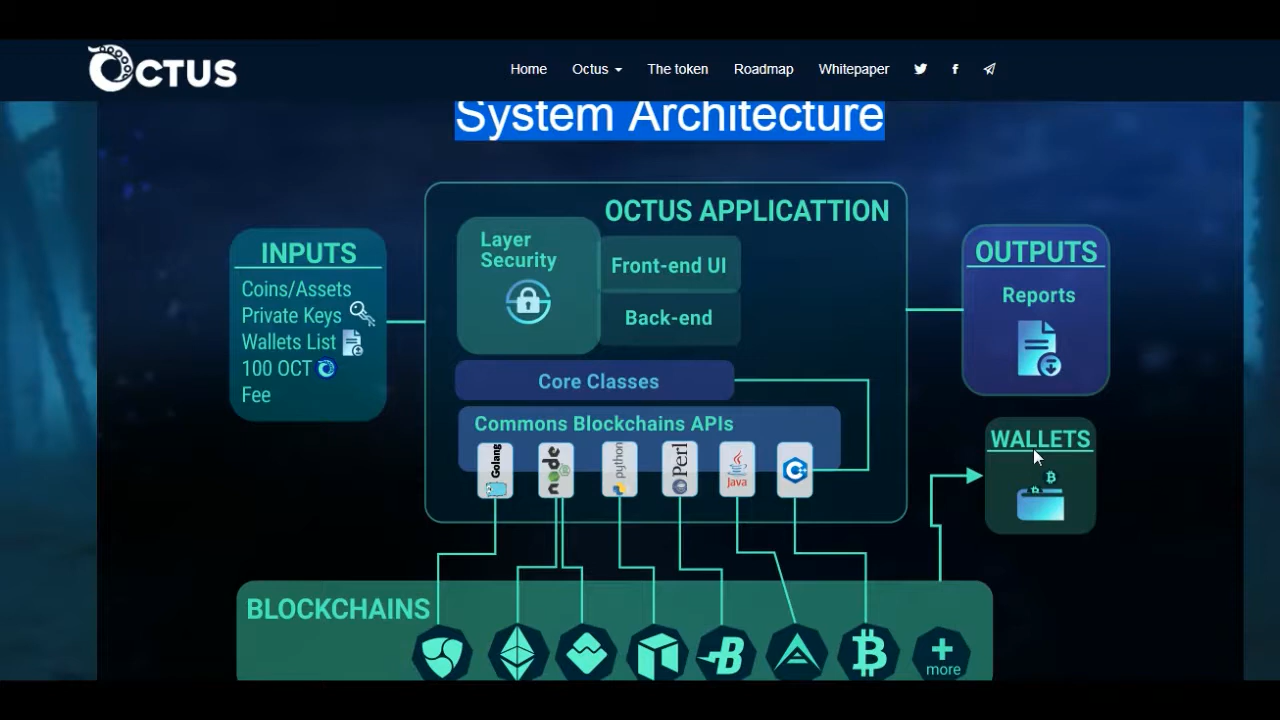 OCTUS
Home Octus The token Roadmap Whitepaper
System Architecture
OCTUS APPLICATTION
Layer
Security
Front-end UI
Back-end
INPUTS
Coins/Assets
Private Keys
Wallets List
100 OCT
Fee
OUTPUTS
Reports
Core Classes
Commons Blockchains APIs
Golang
node
python
Perl
Java
C++
WALLETS
BLOCKCHAINS
+
more